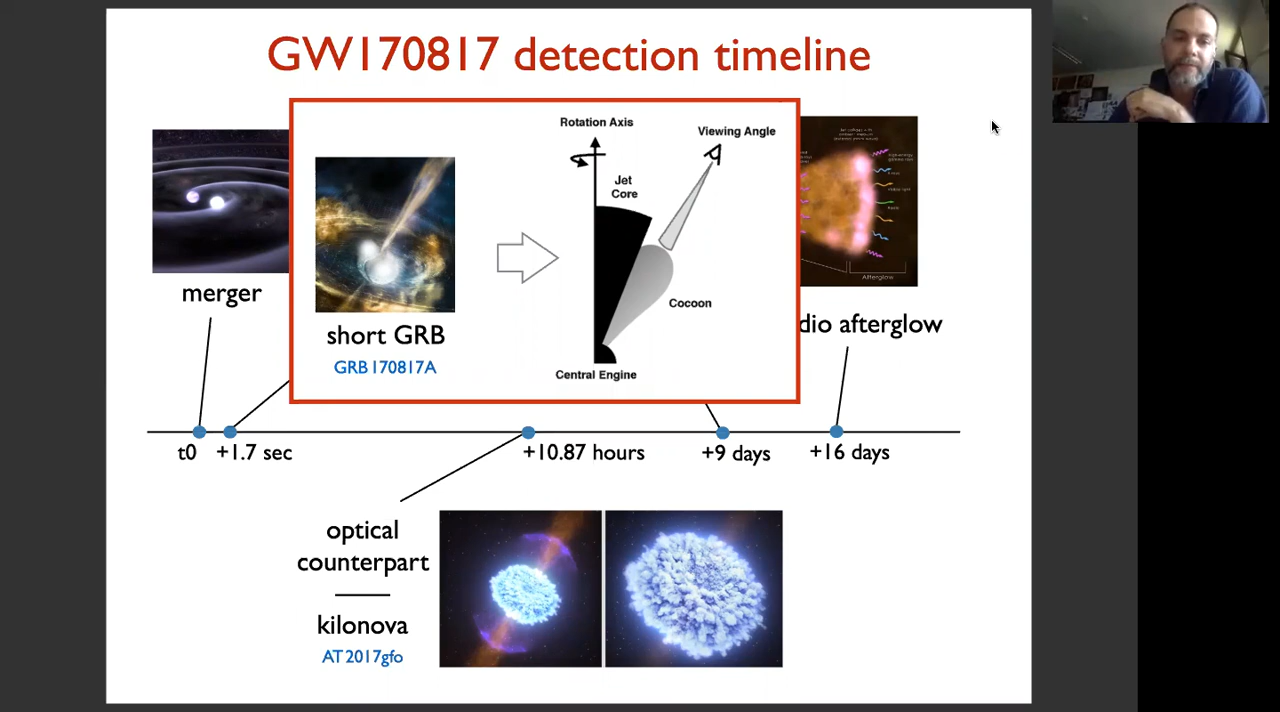 GW170817 detection timeline
Rotation Axis
Viewing Angle
Jet
Core
Cocoon
Central Engine
short GRB
GRB 170817A
merger
dio afterglow
Afterglow
t0
+1.7 sec
+10.87 hours
+9 days
+16 days
optical
counterpart
kilonova
AT2017gfo